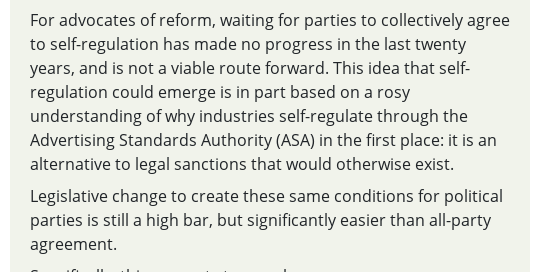 For advocates of reform, waiting for parties to collectively agree
to self-regulation has made no progress in the last twenty
years, and is not a viable route forward. This idea that self-
regulation could emerge is in part based on a rosy
understanding of why industries self-regulate through the
Advertising Standards Authority (ASA) in the first place: it is an
alternative to legal sanctions that would otherwise exist.
Legislative change to create these same conditions for political
parties is still a high bar, but significantly easier than all-party
agreement.